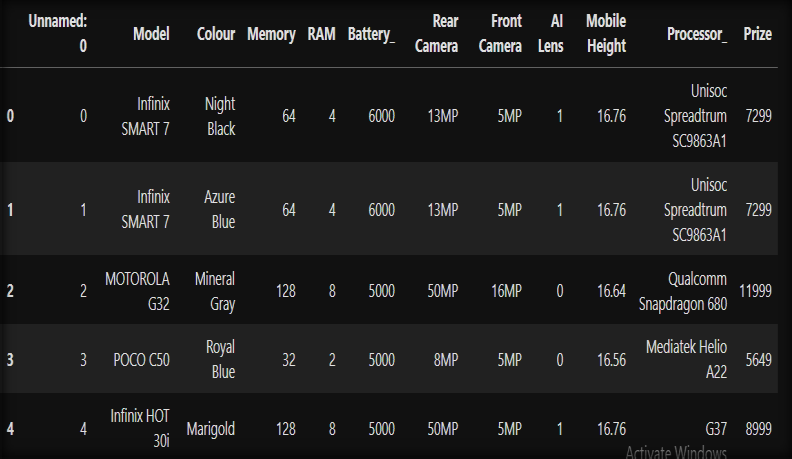 Unnamed: 0 Model Colour Memory RAM Battery_ Rear Camera Front Camera AI Lens Mobile Height Processor_ Prize
0 0 Infinix SMART 7 Night Black 64 4 6000 13MP 5MP 1 16.76 Unisoc Spreadtrum SC9863A1 7299
1 1 Infinix SMART 7 Azure Blue 64 4 6000 13MP 5MP 1 16.76 Unisoc Spreadtrum SC9863A1 7299
2 2 MOTOROLA G32 Mineral Gray 128 8 5000 50MP 16MP 0 16.64 Qualcomm Snapdragon 680 11999
3 3 POCO C50 Royal Blue 32 2 5000 8MP 5MP 0 16.56 Mediatek Helio A22 5649
4 4 Infinix HOT 30i Marigold 128 8 5000 50MP 5MP 1 16.76 G37 8999
Activate Windows